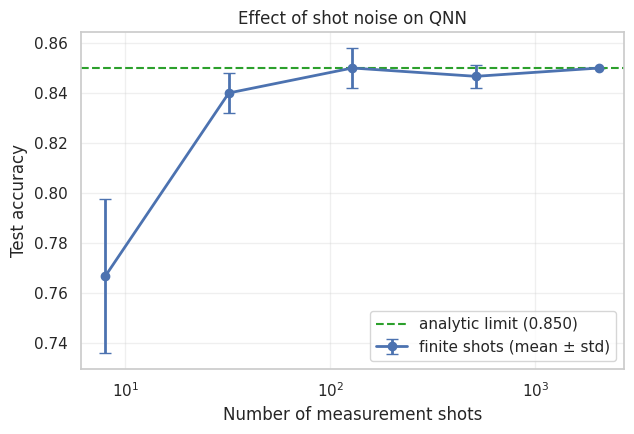 Effect of shot noise on QNN
Test accuracy
0.86
0.84
0.82
0.80
0.78
0.76
0.74
10¹
10²
10³
Number of measurement shots
analytic limit (0.850)
finite shots (mean ± std)